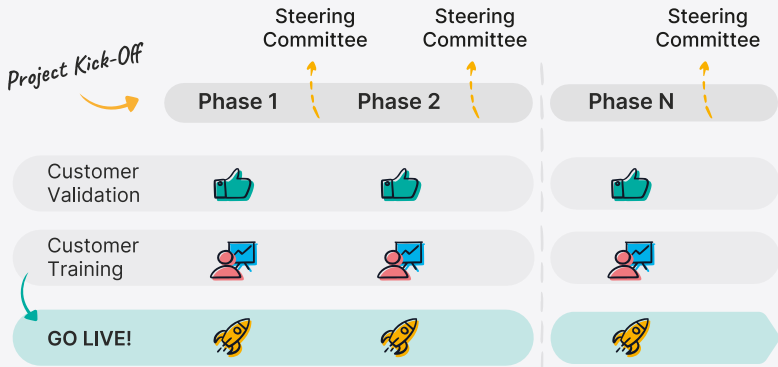 Steering
Committee
Steering
Committee
Steering
Committee
Project Kick-Off
Phase 1
Phase 2
Phase N
Customer
Validation
Customer
Training
GO LIVE!